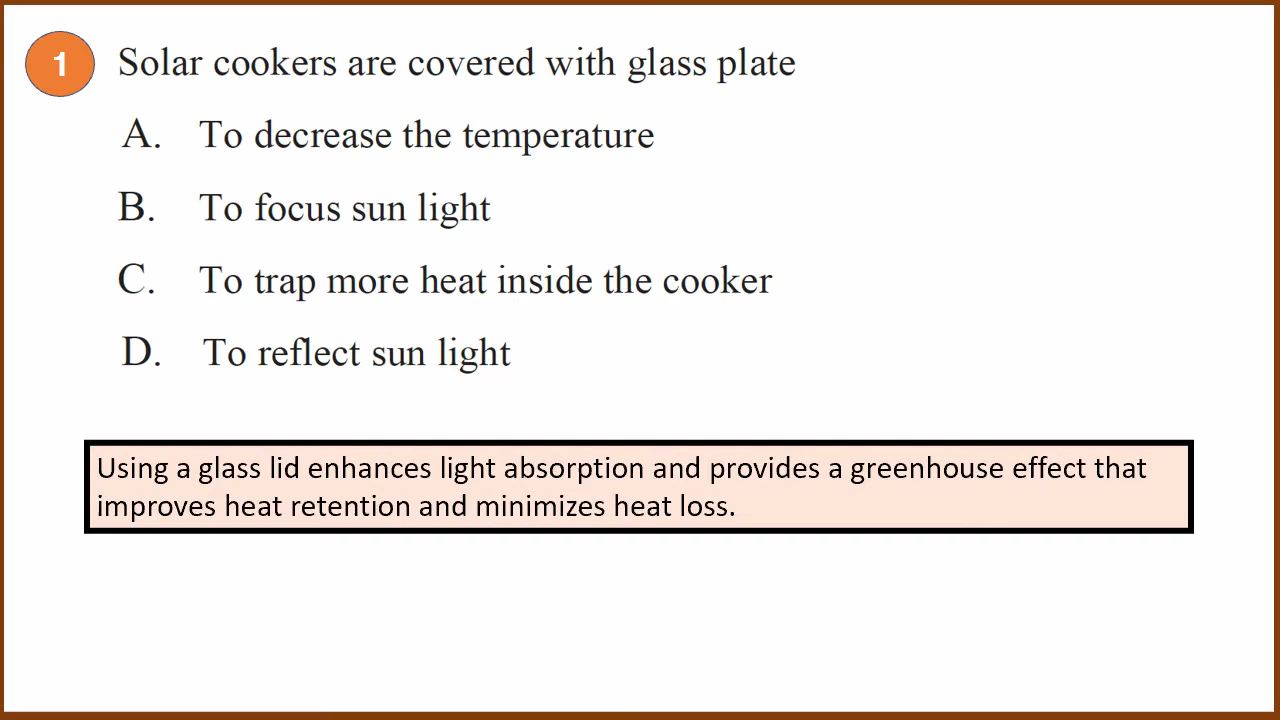 1 Solar cookers are covered with glass plate
A. To decrease the temperature
B. To focus sun light
C. To trap more heat inside the cooker
D. To reflect sun light
Using a glass lid enhances light absorption and provides a greenhouse effect that
improves heat retention and minimizes heat loss.